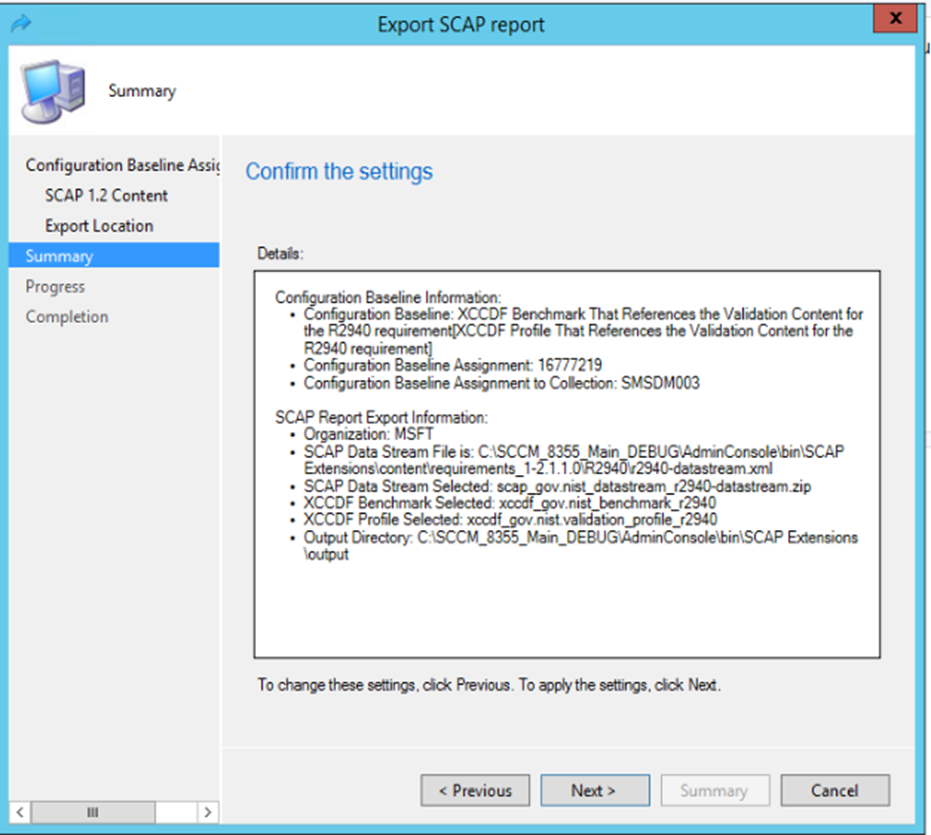 Export SCAP report
x
Summary
Configuration Baseline Assig
SCAP 1.2 Content
Export Location
Summary
Progress
Completion
Confirm the settings
Details:
Configuration Baseline Information:
• Configuration Baseline: XCCDF Benchmark That References the Validation Content for
the R2940 requirement[XCCDF Profile That References the Validation Content for the
R2940 requirement]
• Configuration Baseline Assignment: 16777219
• Configuration Baseline Assignment to Collection: SMSDM003
SCAP Report Export Information:
• Organization: MSFT
• SCAP Data Stream File is: C:\SCCM_8355_Main_DEBUG\AdminConsole\bin\SCAP
Extensions\content\requirements_1-2.1.1.0\R2940\r2940-datastream.xml
• SCAP Data Stream Selected: scap_gov.nist_datastream_r2940-datastream.zip
• XCCDF Benchmark Selected: xccdf_gov.nist_benchmark_r2940
• XCCDF Profile Selected: xccdf_gov.nist.validation_profile_r2940
• Output Directory: C:\SCCM_8355_Main_DEBUG\AdminConsole\bin\SCAP Extensions
\output
To change these settings, click Previous. To apply the settings, click Next.
< Previous
Next >
Summary
Cancel